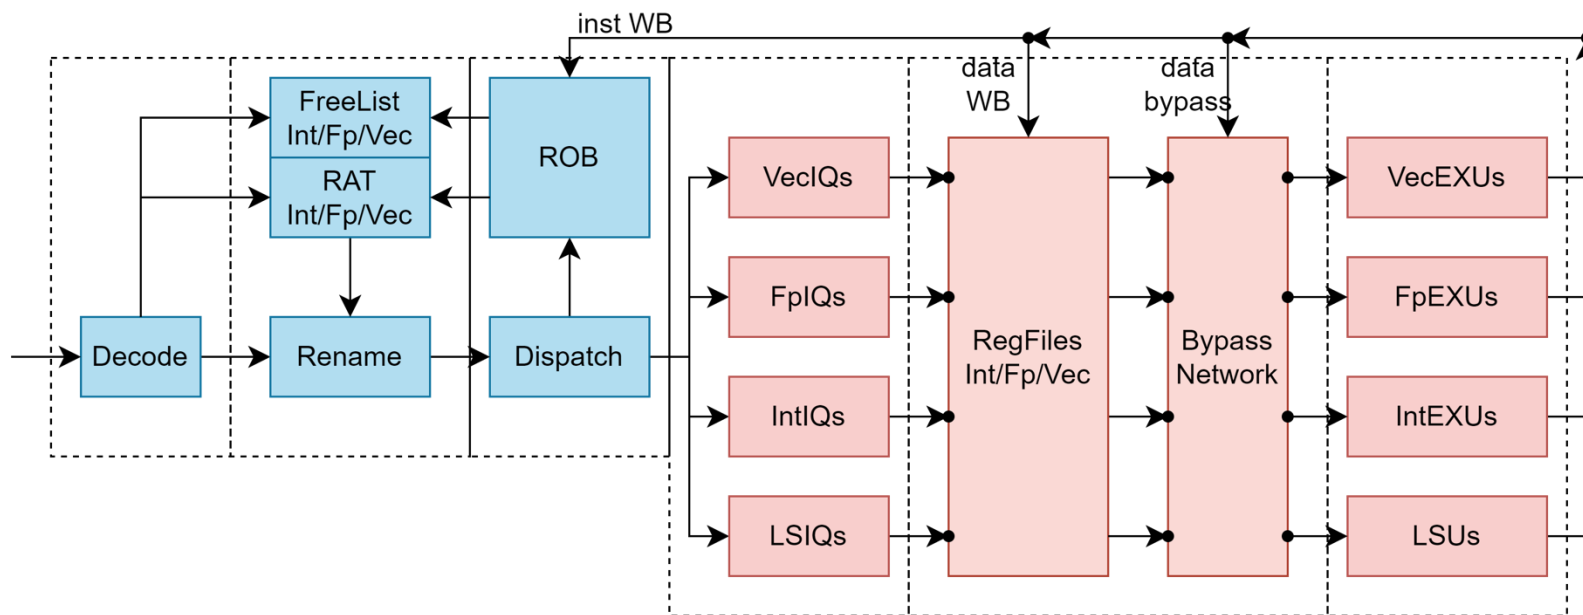 inst WB
data
WB
data
bypass
FreeList
Int/Fp/Vec
RAT
Int/Fp/Vec
ROB
Decode
Rename
Dispatch
VecIQs
FpIQs
IntIQs
LSIQs
RegFiles
Int/Fp/Vec
Bypass
Network
VecEXUs
FpEXUs
IntEXUs
LSUs